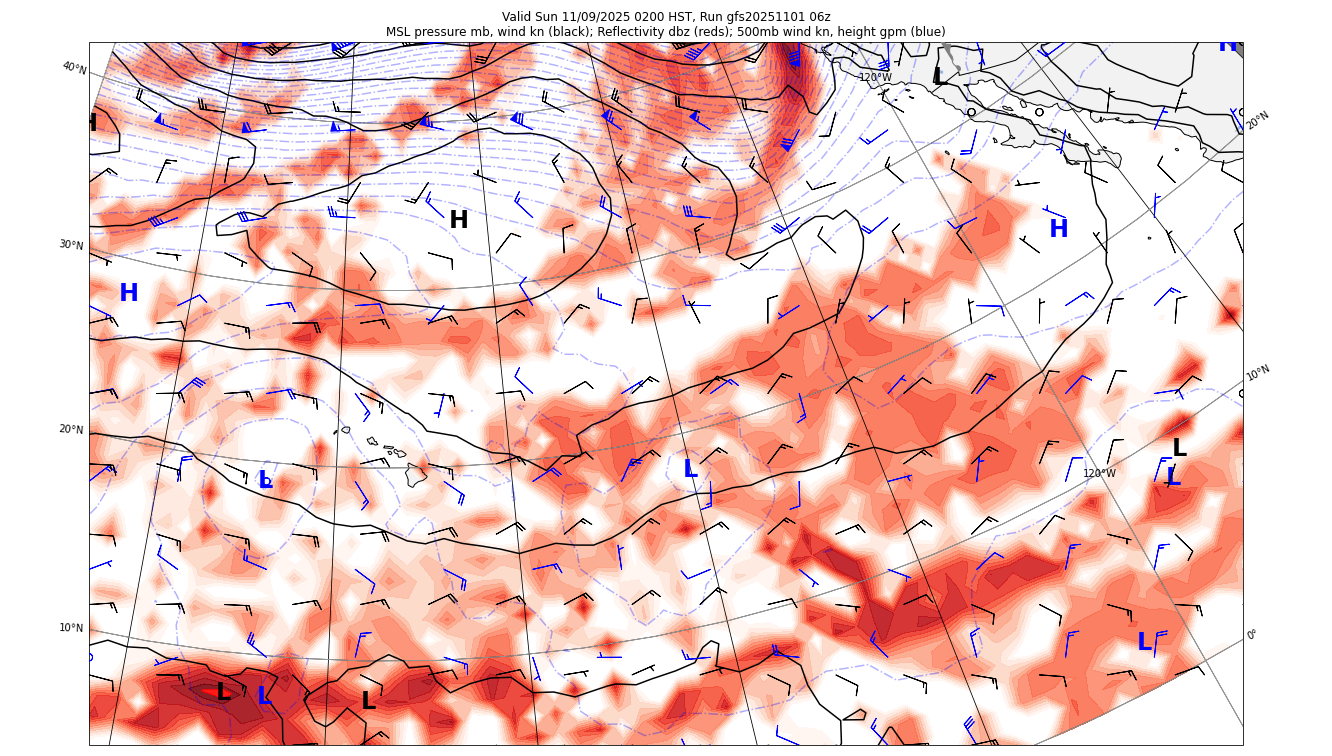 Valid Sun 11/09/2025 0200 HST, Run gfs20251101 06z
MSL pressure mb, wind kn (black); Reflectivity dbz (reds); 500mb wind kn, height gpm (blue)
H
40°N
120°W
L
20°N
H
H
H
30°N
H
10°N
20°N
L
L
L
120°W
L
10°N
0°
L
L
L
L